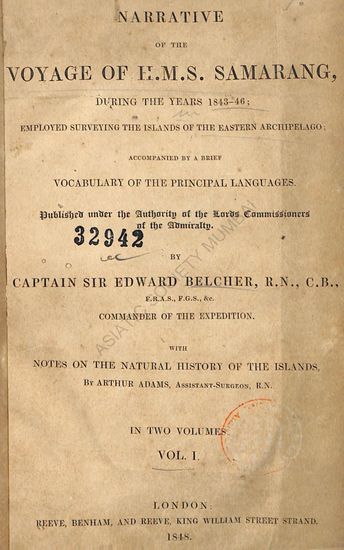 NARRATIVE
OF THE
VOYAGE OF H.M.S. SAMARANG,
DURING THE YEARS 1843–46;
EMPLOYED SURVEYING THE ISLANDS OF THE EASTERN ARCHIPELAGO;
ACCOMPANIED BY A BRIEF
VOCABULARY OF THE PRINCIPAL LANGUAGES.
Published under the Authority of the Lords Commissioners
of the Admiralty.
32942
BY
CAPTAIN SIR EDWARD BELCHER, R.N., C.B.,
F.R.A.S., F.G.S., &c.
COMMANDER OF THE EXPEDITION.
WITH
NOTES ON THE NATURAL HISTORY OF THE ISLANDS,
BY ARTHUR ADAMS, ASSISTANT-SURGEON, R.N.
ASIATIC SOCIETY MUMBAI
IN TWO VOLUMES
VOL. I.
LONDON:
REEVE, BENHAM, AND REEVE, KING WILLIAM STREET STRAND.
1848.